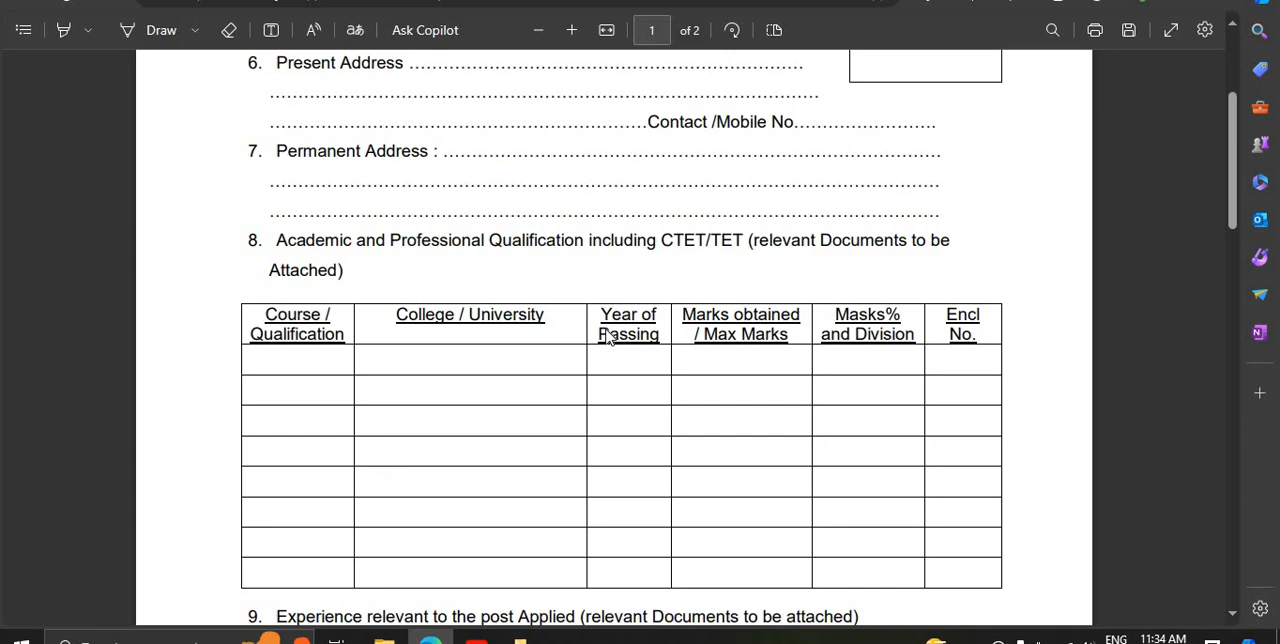 Draw
aあ
Ask Copilot
1 of 2
6. Present Address ..............................................................
......................................................................................
...........................................................Contact /Mobile No.........................
7. Permanent Address : ..............................................................................
.........................................................................................................
.........................................................................................................
8. Academic and Professional Qualification including CTET/TET (relevant Documents to be
Attached)
Course / Qualification
College / University
Year of Passing
Marks obtained / Max Marks
Masks% and Division
Encl No.
9. Experience relevant to the post Applied (relevant Documents to be attached)
ENG
11:34 AM